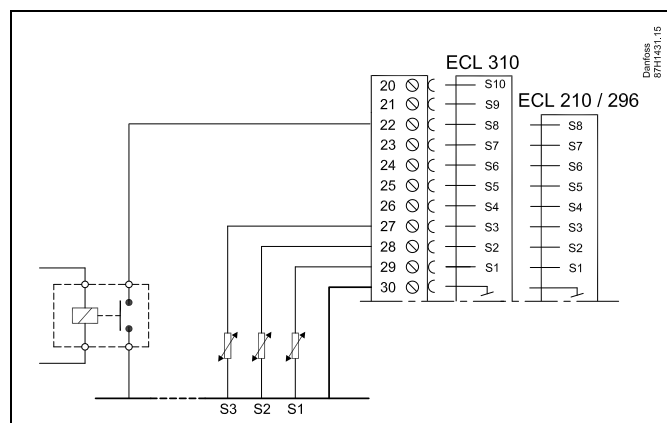 Danfoss
87H1431.15
ECL 310
ECL 210 / 296
20 S10
21 S9
22 S8 S8
23 S7 S7
24 S6 S6
25 S5 S5
26 S4 S4
27 S3 S3
28 S2 S2
29 S1 S1
30
S3 S2 S1